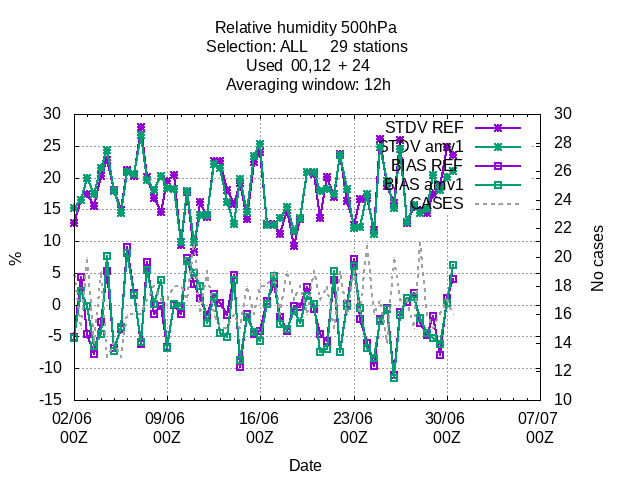 Relative humidity 500hPa
Selection: ALL 29 stations
Used 00,12 + 24
Averaging window: 12h
30 30
STDV REF
25 28
STDV amv1
BIAS REF
20 26
BIAS amv1
15 24
CASES
10 22
5 20
0 18
-5 16
-10 14
-15 12
10
%
No cases
02/06 09/06 16/06 23/06 30/06 07/07
00Z 00Z 00Z 00Z 00Z 00Z
Date